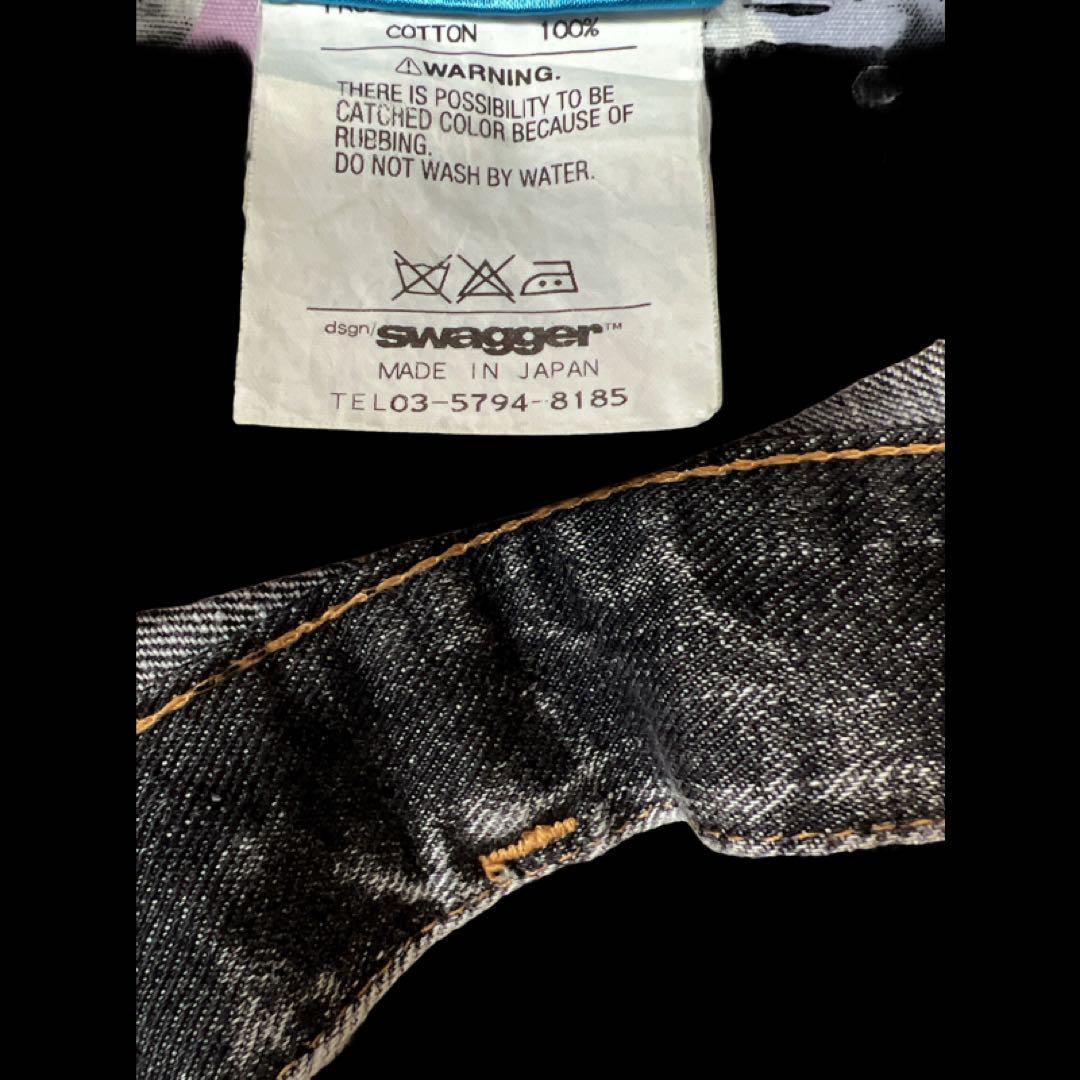 COTTON 100%
⚠WARNING.
THERE IS POSSIBILITY TO BE
CATCHED COLOR BECAUSE OF
RUBBING.
DO NOT WASH BY WATER.
dsgn/swagger™
MADE IN JAPAN
TEL03-5794-8185